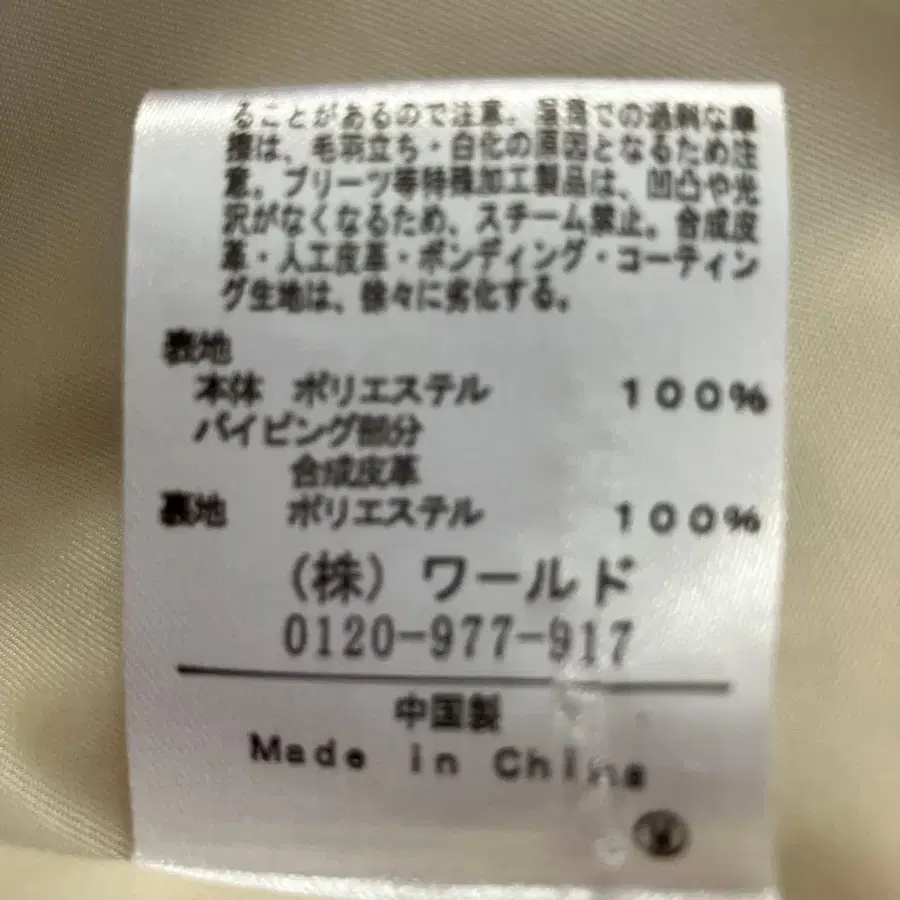 ることがあるので注意。湿潤での過剰な摩
擦は、毛羽立ち・白化の原因となるため注
意。プリーツ等特殊加工製品は、凹凸や光
沢がなくなるため、スチーム禁止。合成皮
革・人工皮革・ボンディング・コーティン
グ生地は、徐々に劣化する。
表地
本体 ポリエステル 100%
パイピング部分
合成皮革
裏地 ポリエステル 100%
(株)ワールド
0120-977-917
中国製
Made in China